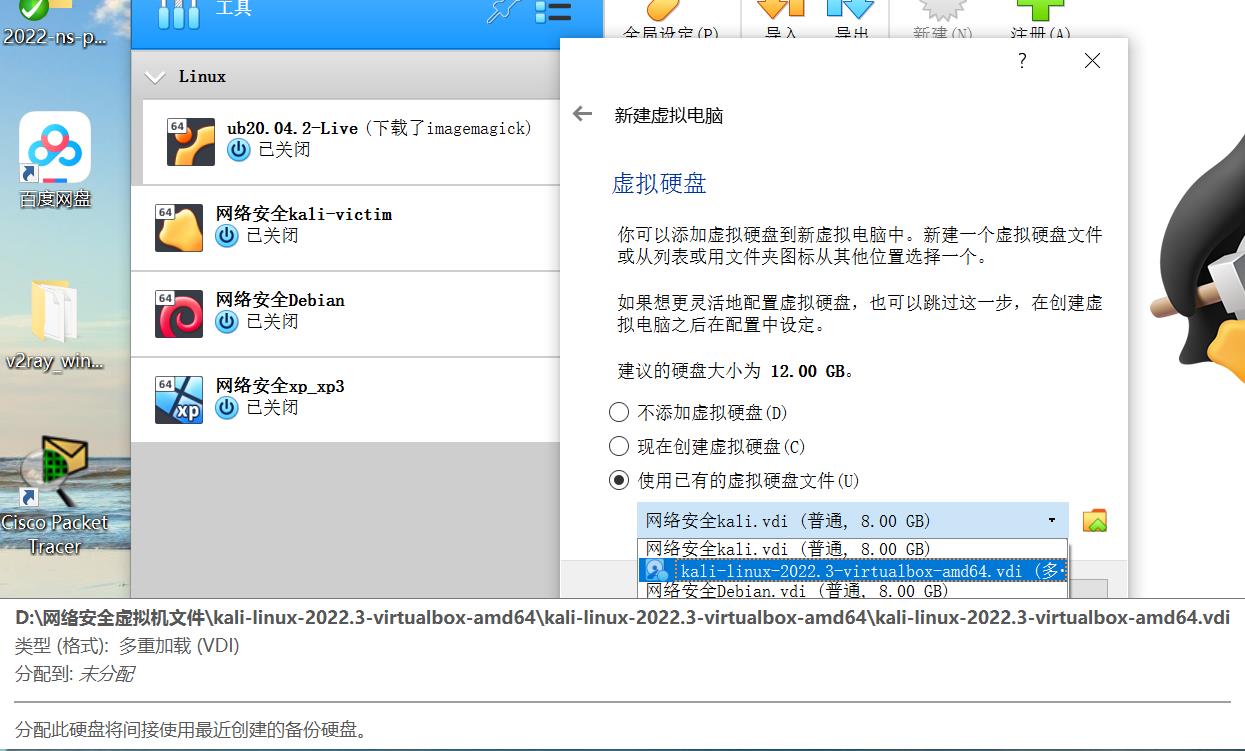 2022-ns-p...
百度网盘
v2ray_win...
Cisco Packet
Tracer
工具
全局设定(P)
导入
导出
新建(N)
注册(A)
Linux
64
ub20.04.2-Live (下载了imagemagick)
已关闭
64
网络安全kali-victim
已关闭
64
网络安全Debian
已关闭
64
xp
网络安全xp_xp3
已关闭
?
新建虚拟电脑
虚拟硬盘
你可以添加虚拟硬盘到新虚拟电脑中。新建一个虚拟硬盘文件
或从列表或用文件夹图标从其他位置选择一个。
如果想更灵活地配置虚拟硬盘，也可以跳过这一步，在创建虚
拟电脑之后在配置中设定。
建议的硬盘大小为 12.00 GB。
不添加虚拟硬盘(D)
现在创建虚拟硬盘(C)
使用已有的虚拟硬盘文件(U)
网络安全kali.vdi (普通, 8.00 GB)
网络安全kali.vdi (普通, 8.00 GB)
kali-linux-2022.3-virtualbox-amd64.vdi (多·
网络安全Debian.vdi (普通, 8.00 GB)
D:\网络安全虚拟机文件\kali-linux-2022.3-virtualbox-amd64\kali-linux-2022.3-virtualbox-amd64\kali-linux-2022.3-virtualbox-amd64.vdi
类型 (格式): 多重加载 (VDI)
分配到: 未分配
分配此硬盘将间接使用最近创建的备份硬盘。